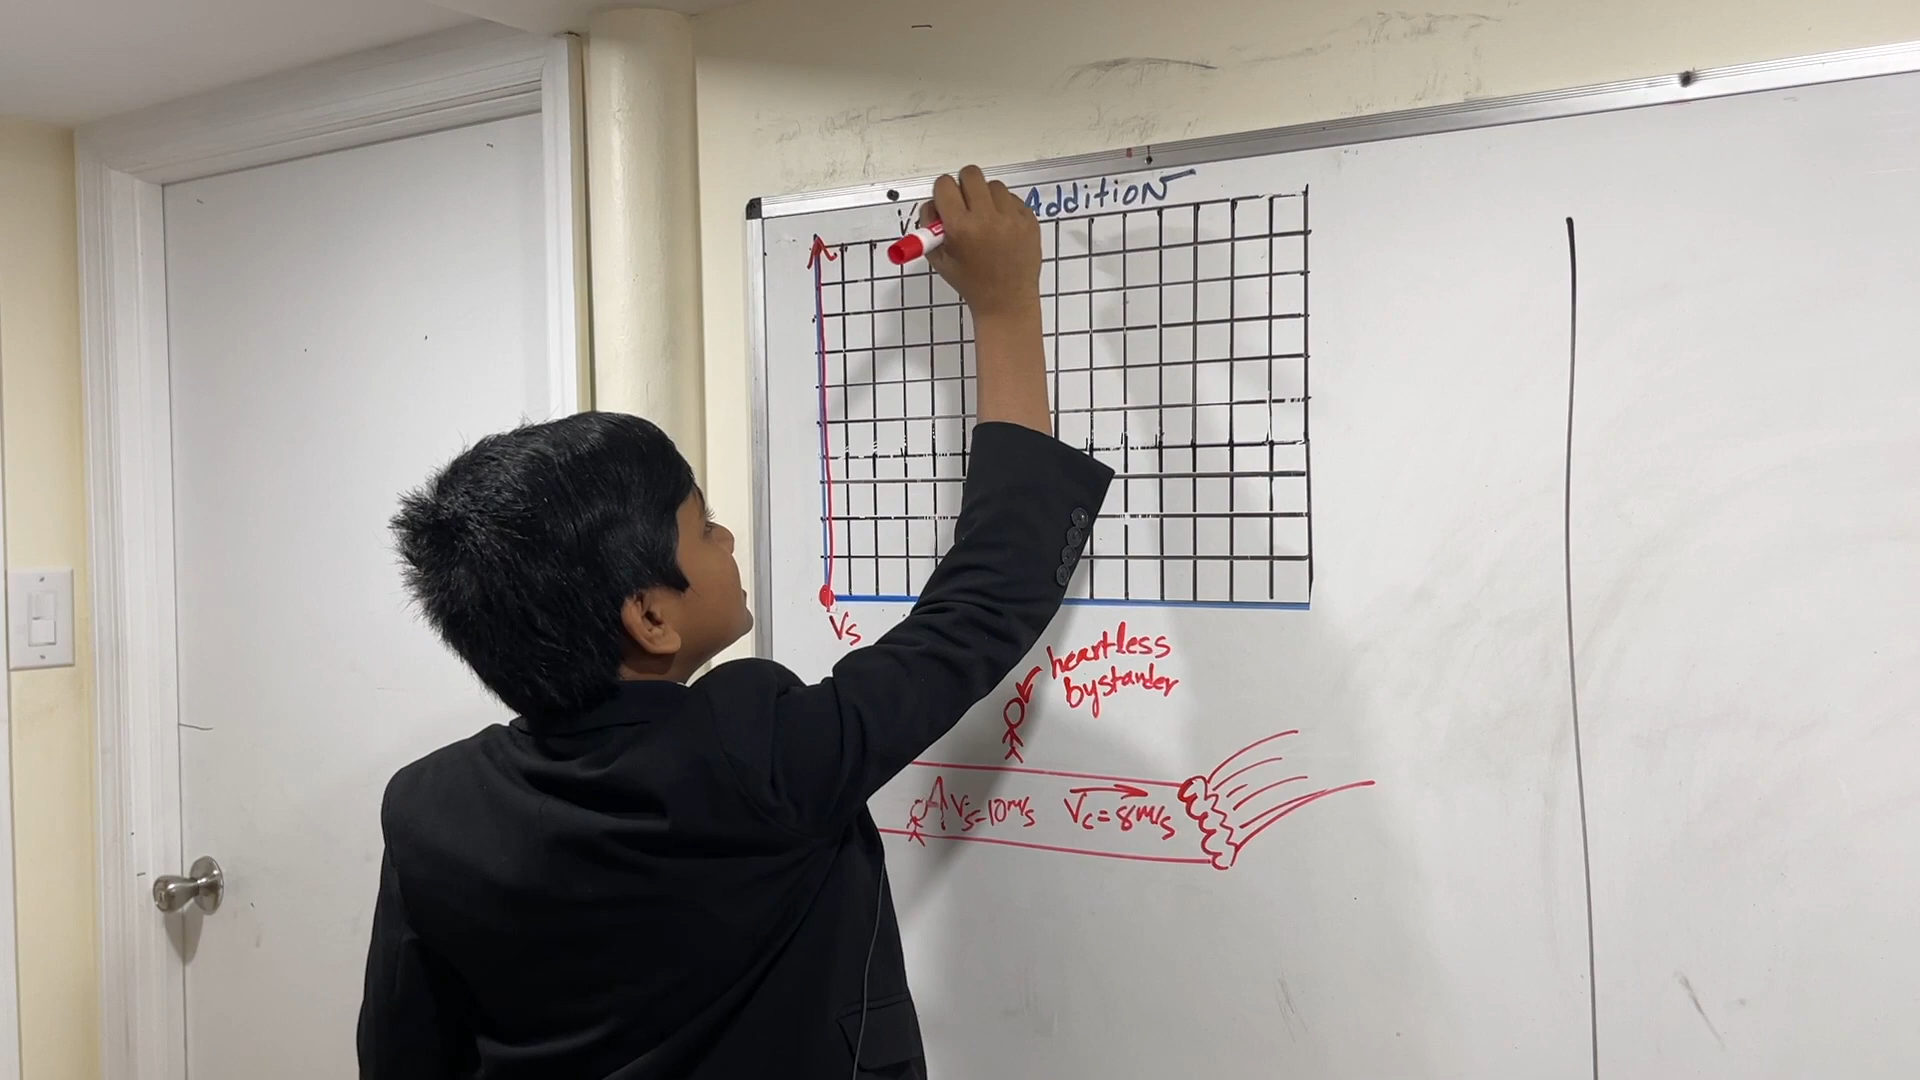 Addition
Vs
heartless
bystander
Vs=10m/s
Vc=8m/s